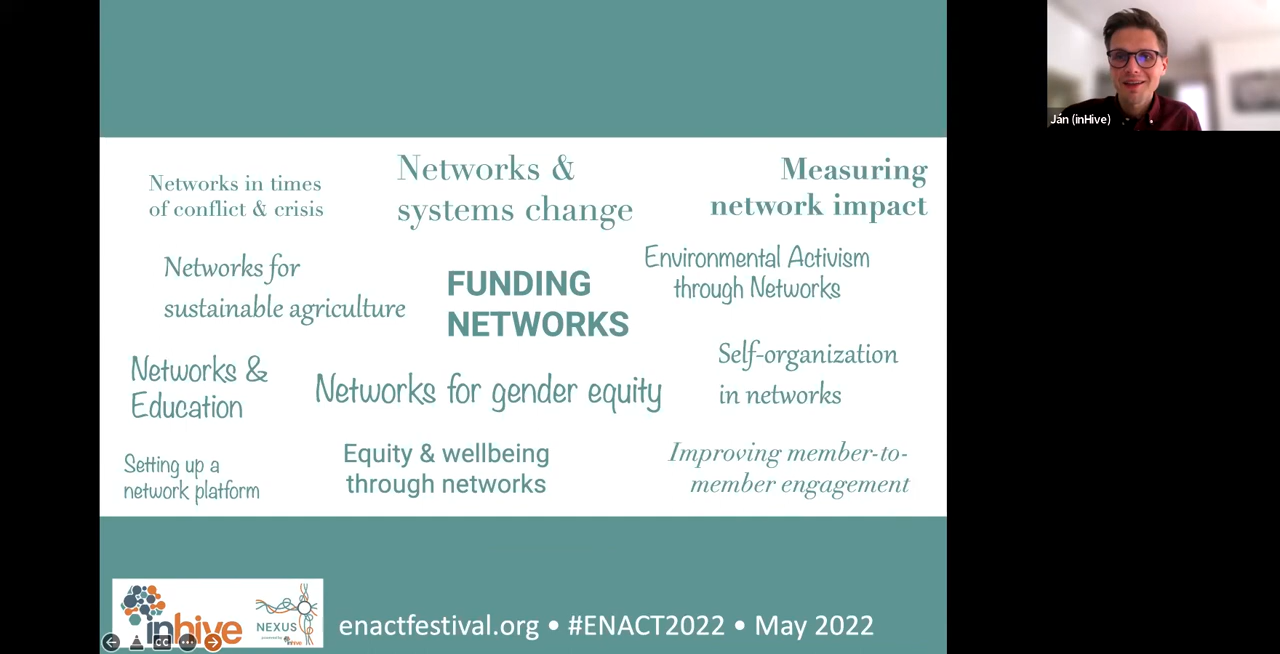 Ján (inHive)
Networks in times
of conflict & crisis
Networks &
systems change
Measuring
network impact
Networks for
sustainable agriculture
FUNDING
NETWORKS
Environmental Activism
through Networks
Networks &
Education
Networks for gender equity
Self-organization
in networks
Setting up a
network platform
Equity & wellbeing
through networks
Improving member-to-
member engagement
inhive
NEXUS
enactfestival.org • #ENACT2022 • May 2022
CC